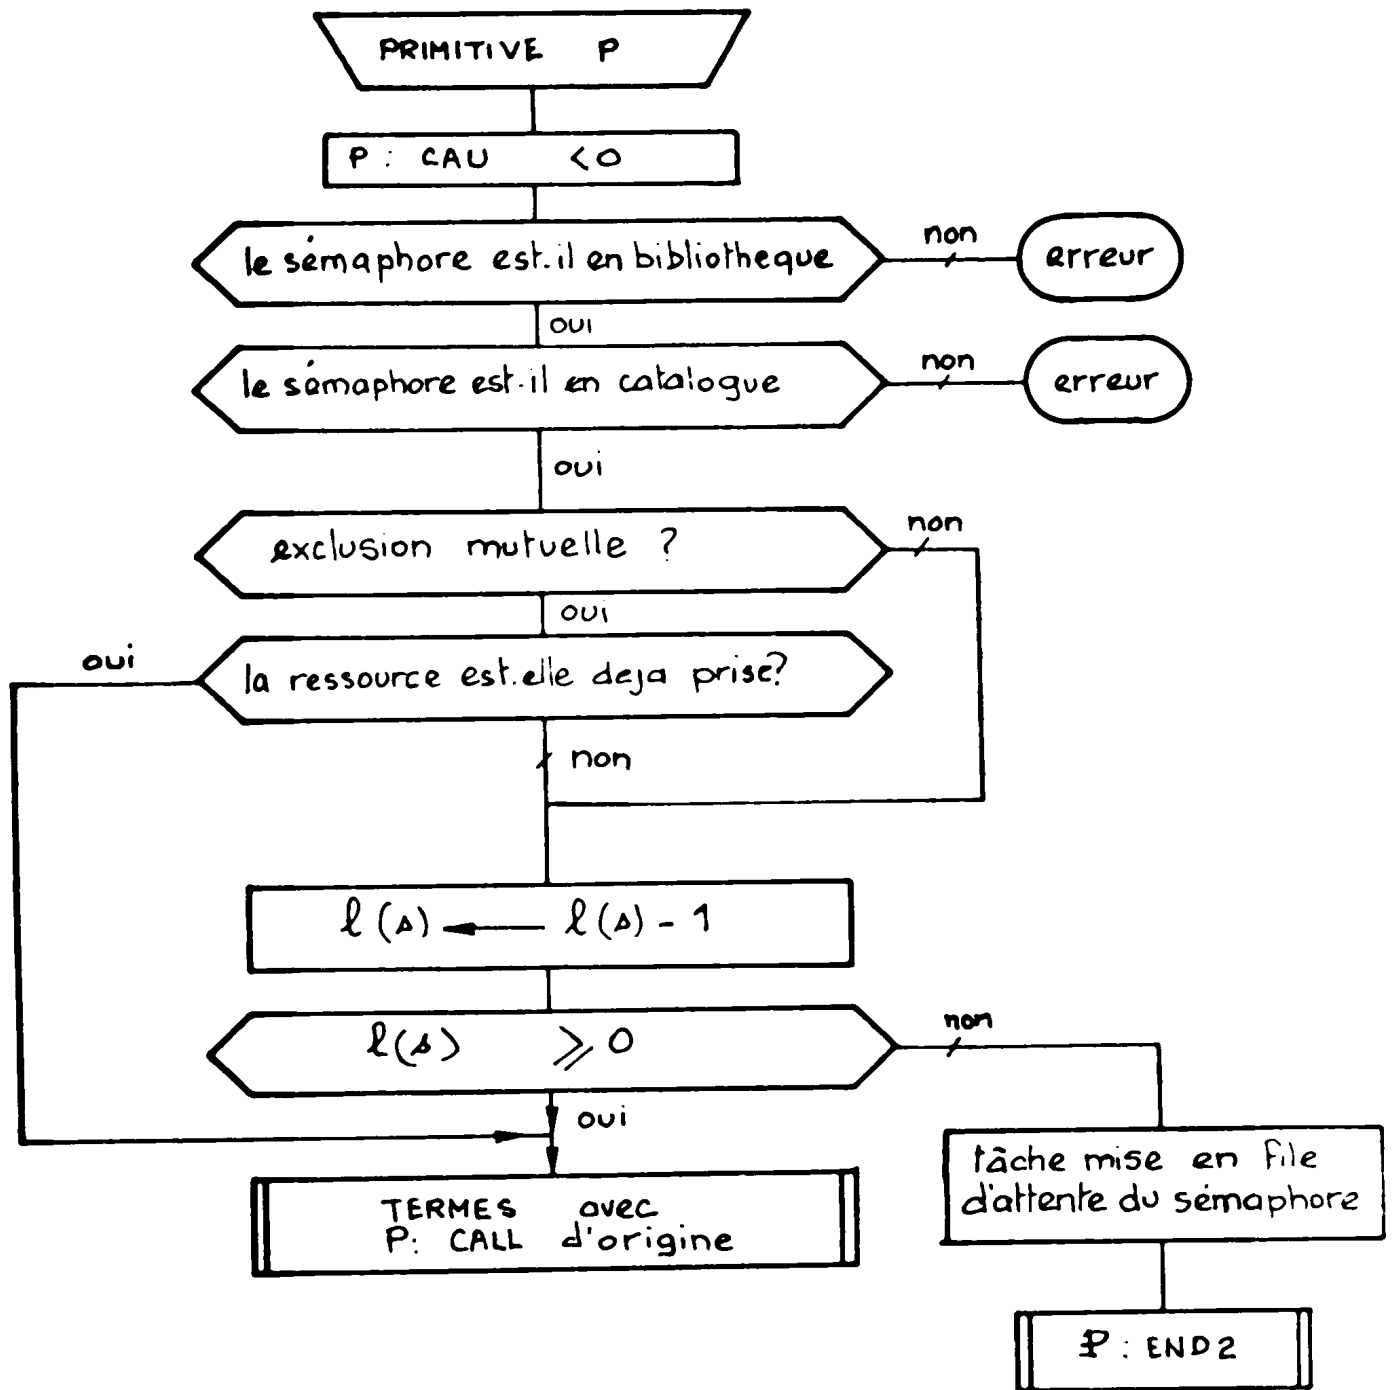 PRIMITIVE P
P : CAU < 0
le sémaphore est.il en bibliotheque
non
erreur
oui
le sémaphore est.il en catalogue
non
erreur
oui
exclusion mutuelle ?
non
oui
la ressource est.elle deja prise?
oui
non
l(s) ← l(s) - 1
l(s) ⩾ 0
non
oui
tâche mise en file
d'attente du sémaphore
TERMES avec
P: CALL d'origine
P : END2